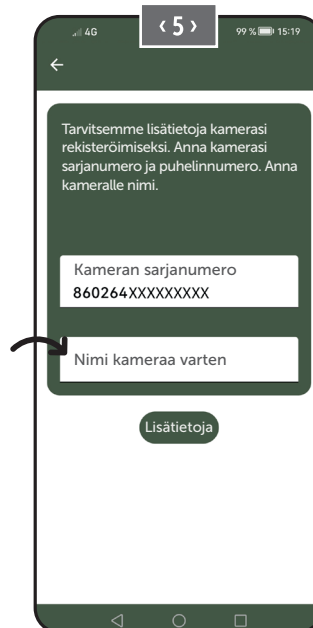 ‹ 5 ›
4G
99 % 15:19
Tarvitsemme lisätietoja kamerasi
rekisteröimiseksi. Anna kamerasi
sarjanumero ja puhelinnumero. Anna
kameralle nimi.
Kameran sarjanumero
860264XXXXXXXXX
Nimi kameraa varten
Lisätietoja